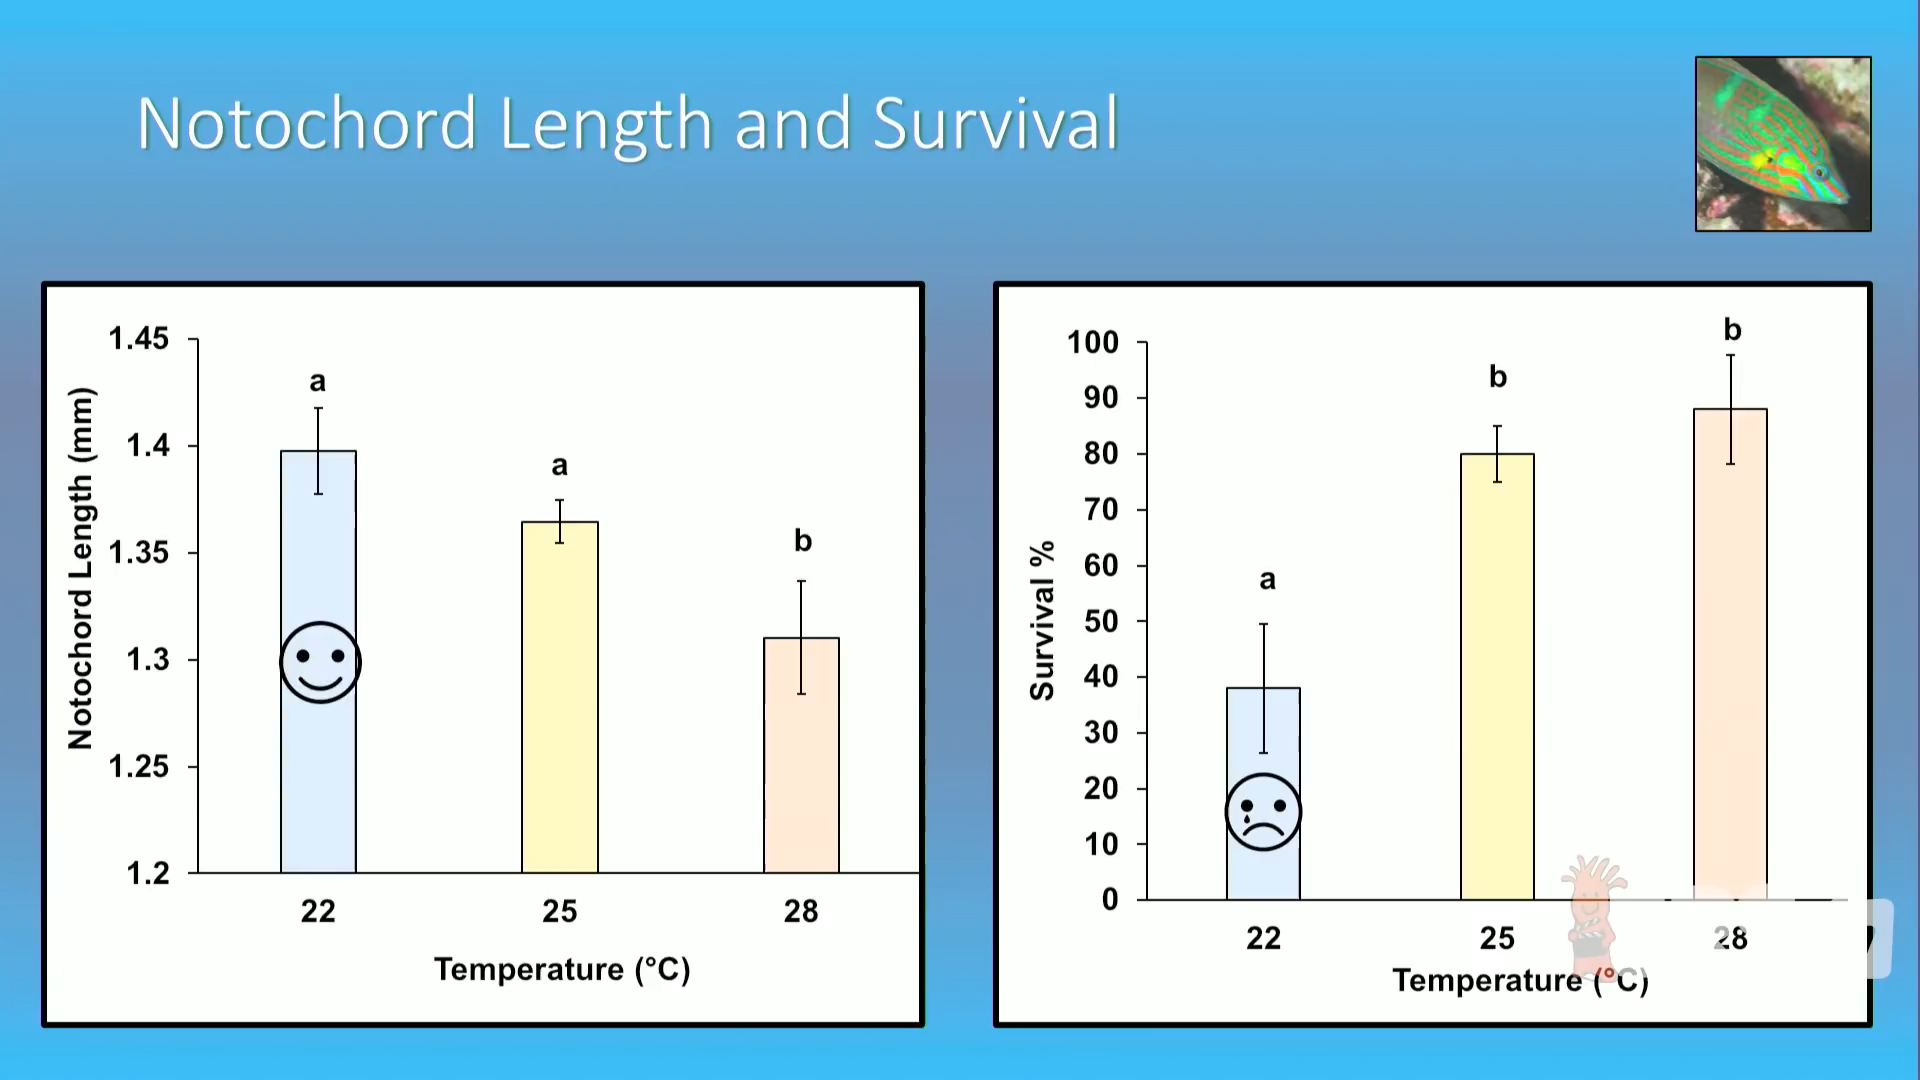 Notochord Length and Survival
1.45
1.4
1.35
1.3
1.25
1.2
Notochord Length (mm)
a
a
b
22
25
28
Temperature (°C)
100
90
80
70
60
50
40
30
20
10
0
Survival %
a
b
b
22
25
28
Temperature (°C)